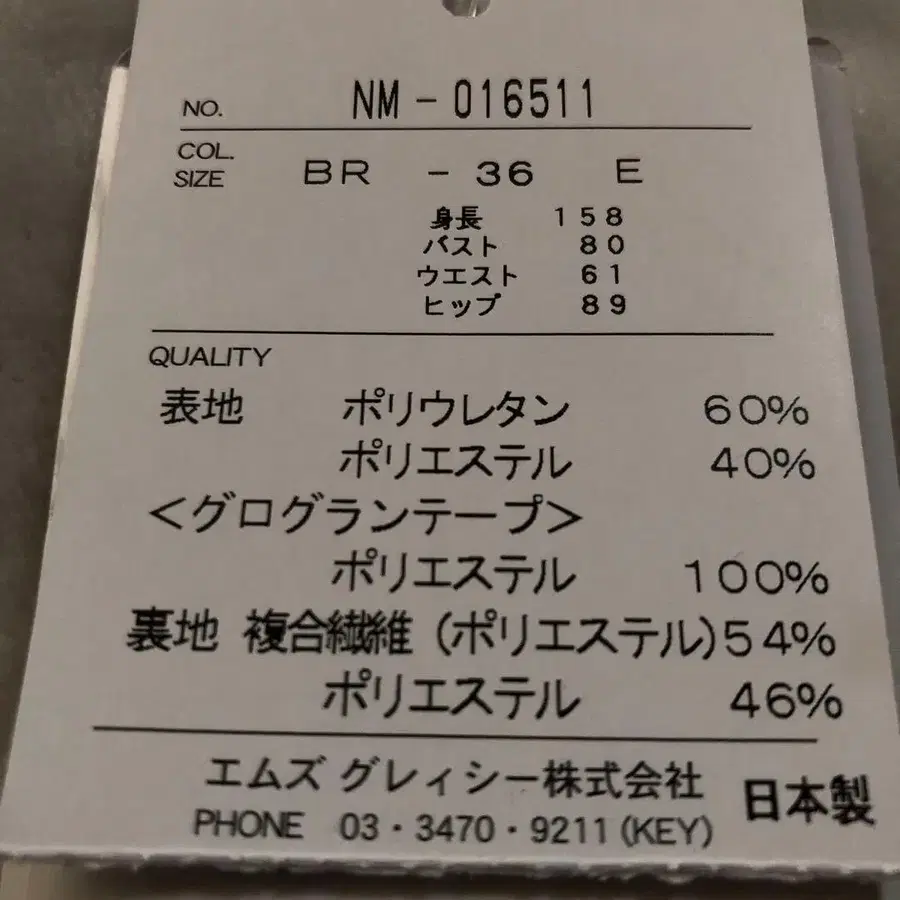 NO. NM-016511
COL.
SIZE BR - 36 E
身長 158
バスト 80
ウエスト 61
ヒップ 89
QUALITY
表地 ポリウレタン 60%
ポリエステル 40%
<グログランテープ>
ポリエステル 100%
裏地 複合繊維 (ポリエステル)54%
ポリエステル 46%
エムズ グレィシー株式会社
PHONE 03・3470・9211(KEY)
日本製